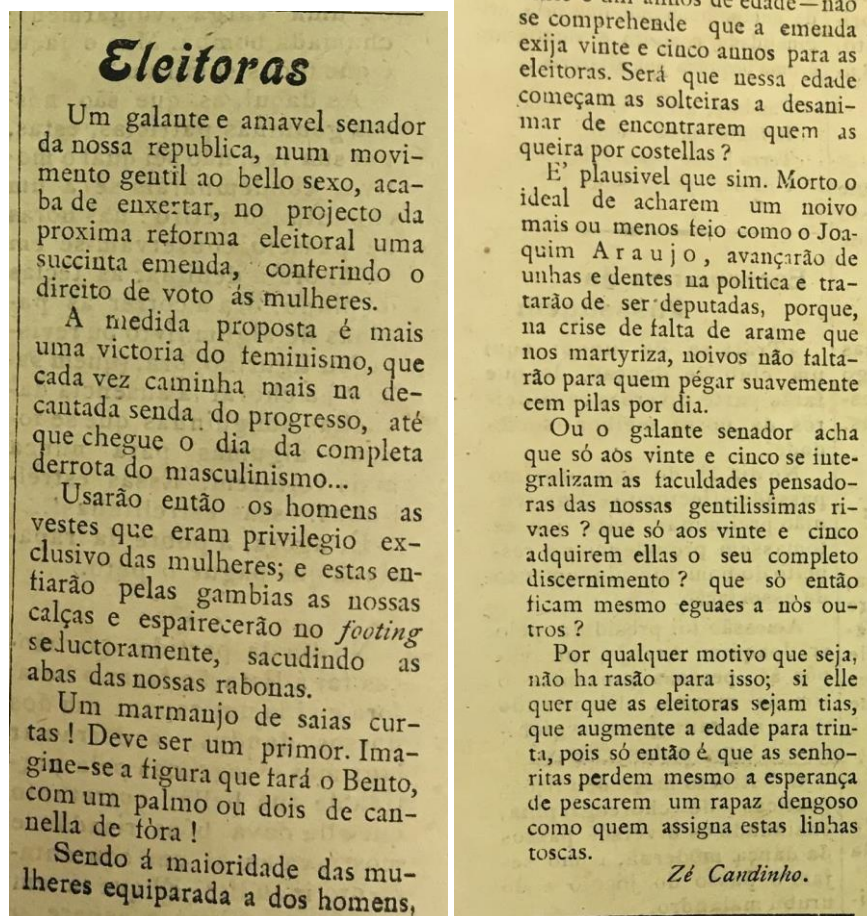 Eleitoras
Um galante e amavel senador
da nossa republica, num movi-
mento gentil ao bello sexo, aca-
ba de enxertar, no projecto da
proxima reforma eleitoral uma
succinta emenda, conferindo o
direito de voto ás mulheres.
A medida proposta é mais
uma victoria do feminismo, que
cada vez caminha mais na de-
cantada senda do progresso, até
que chegue o dia da completa
derrota do masculinismo...
Usarão então os homens as
vestes que eram privilegio ex-
clusivo das mulheres; e estas en-
fiarão pelas gambias as nossas
calças e espairecerão no footing
seductoramente, sacudindo as
abas das nossas rabonas.
Um marmanjo de saias cur-
tas ! Deve ser um primor. Ima-
gine-se a figura que fará o Bento,
com um palmo ou dois de can-
nella de fóra !
Sendo á maioridade das mu-
lheres equiparada a dos homens,
annos de edade—não
se comprehende que a emenda
exija vinte e cinco annos para as
eleitoras. Será que nessa edade
começam as solteiras a desani-
mar de encontrarem quem as
queira por costellas ?
E' plausivel que sim. Morto o
ideal de acharem um noivo
mais ou menos feio como o Joa-
quim Araujo, avançarão de
unhas e dentes na politica e tra-
tarão de ser deputadas, porque,
na crise de falta de arame que
nos martyriza, noivos não falta-
rão para quem pégar suavemente
cem pilas por dia.
Ou o galante senador acha
que só aos vinte e cinco se inte-
gralizam as faculdades pensado-
ras das nossas gentilissimas ri-
vaes ? que só aos vinte e cinco
adquirem ellas o seu completo
discernimento ? que só então
ficam mesmo eguaes a nós ou-
tros ?
Por qualquer motivo que seja,
não ha rasão para isso; si elle
quer que as eleitoras sejam tias,
que augmente a edade para trin-
ta, pois só então é que as senho-
ritas perdem mesmo a esperança
de pescarem um rapaz dengoso
como quem assigna estas linhas
toscas.
Zé Candinho.